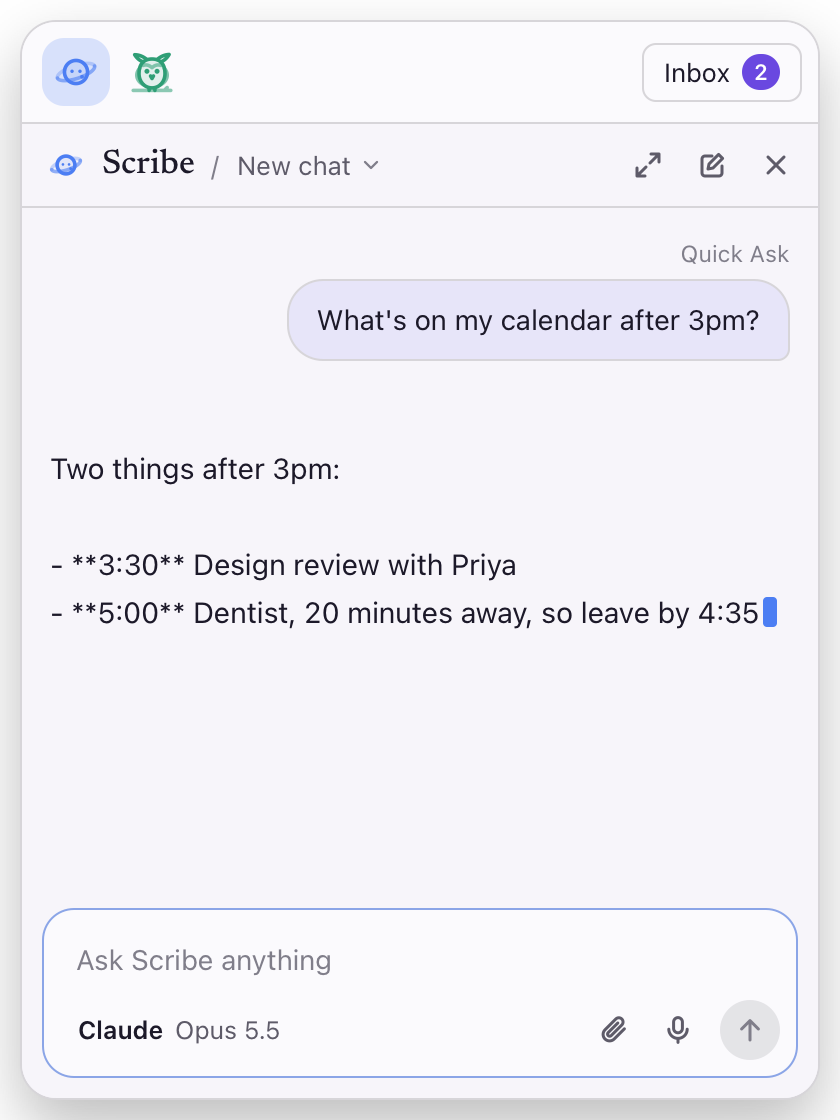 Inbox 2
Scribe / New chat
Quick Ask
What's on my calendar after 3pm?
Two things after 3pm:
- **3:30** Design review with Priya
- **5:00** Dentist, 20 minutes away, so leave by 4:35
Ask Scribe anything
Claude Opus 5.5